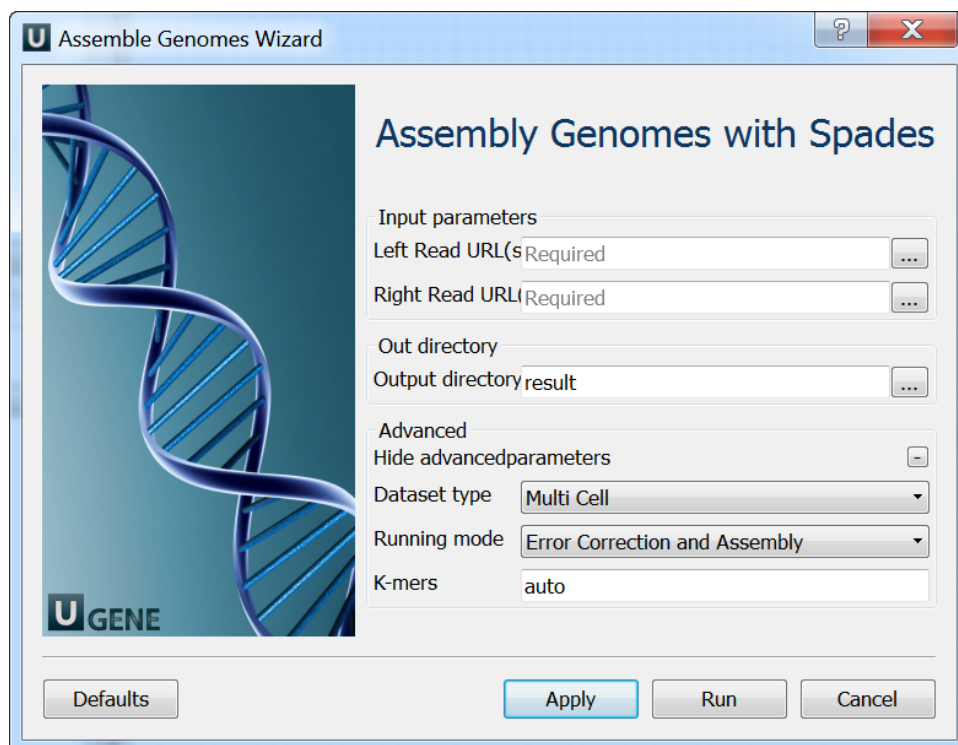 U Assemble Genomes Wizard
Assembly Genomes with Spades
Input parameters
Left Read URL(s Required ...
Right Read URL( Required ...
Out directory
Output directory result ...
Advanced
Hide advancedparameters -
Dataset type Multi Cell
Running mode Error Correction and Assembly
K-mers auto
U GENE
Defaults Apply Run Cancel